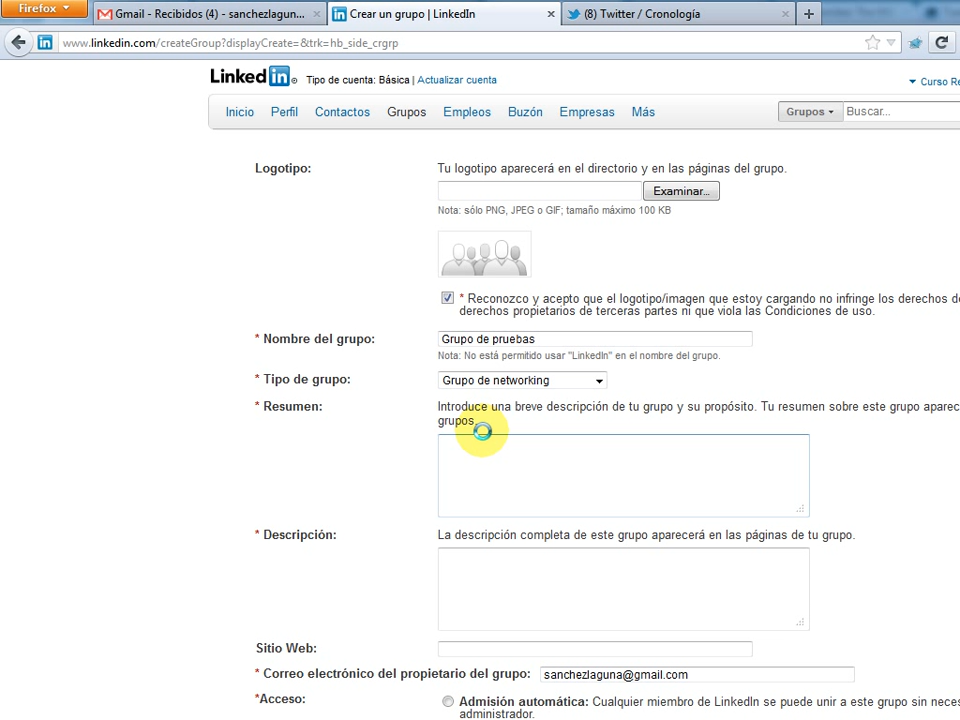 Firefox
Gmail - Recibidos (4) - sanchezlaguna...
Crear un grupo | LinkedIn
(8) Twitter / Cronología
www.linkedin.com/createGroup?displayCreate=&trk=hb_side_crgrp
Linked in
Tipo de cuenta: Básica | Actualizar cuenta
Curso Re
Inicio Perfil Contactos Grupos Empleos Buzón Empresas Más Grupos Buscar...
Logotipo: Tu logotipo aparecerá en el directorio y en las páginas del grupo.
Examinar...
Nota: sólo PNG, JPEG o GIF; tamaño máximo 100 KB
* Reconozco y acepto que el logotipo/imagen que estoy cargando no infringe los derechos de
derechos propietarios de terceras partes ni que viola las Condiciones de uso.
* Nombre del grupo: Grupo de pruebas
Nota: No está permitido usar "LinkedIn" en el nombre del grupo.
* Tipo de grupo: Grupo de networking
* Resumen: Introduce una breve descripción de tu grupo y su propósito. Tu resumen sobre este grupo aparec
grupos.
* Descripción: La descripción completa de este grupo aparecerá en las páginas de tu grupo.
Sitio Web:
* Correo electrónico del propietario del grupo: sanchezlaguna@gmail.com
*Acceso: Admisión automática: Cualquier miembro de LinkedIn se puede unir a este grupo sin nece
administrador.